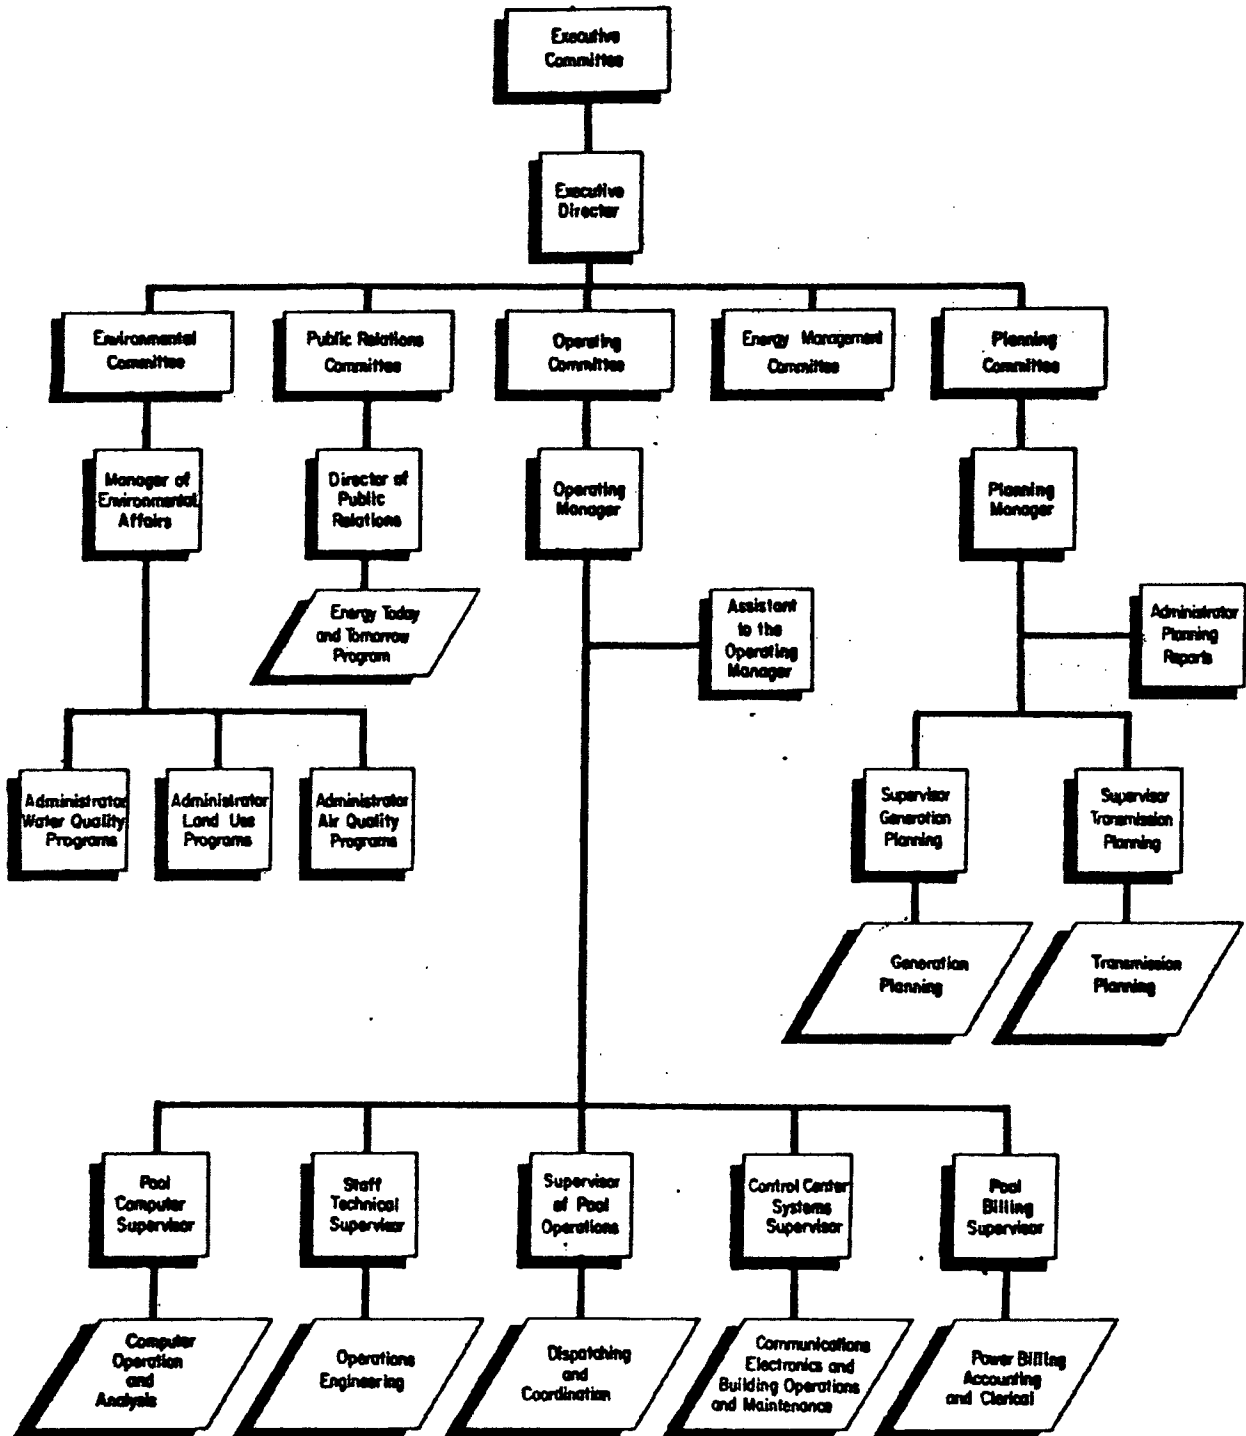 Executive
Committee
Executive
Director
Environmental
Committee
Public Relations
Committee
Operating
Committee
Energy Management
Committee
Planning
Committee
Manager of
Environmental
Affairs
Director of
Public
Relations
Operating
Manager
Planning
Manager
Energy Today
and Tomorrow
Program
Assistant
to the
Operating
Manager
Administrator
Planning
Reports
Administrator
Water Quality
Programs
Administrator
Land Use
Programs
Administrator
Air Quality
Programs
Supervisor
Generation
Planning
Supervisor
Transmission
Planning
Generation
Planning
Transmission
Planning
Pool
Computer
Supervisor
Staff
Technical
Supervisor
Supervisor
of Pool
Operations
Control Center
Systems
Supervisor
Pool
Billing
Supervisor
Computer
Operation
and
Analysis
Operations
Engineering
Dispatching
and
Coordination
Communications
Electronics and
Building Operations
and Maintenance
Power Billing
Accounting
and Clerical